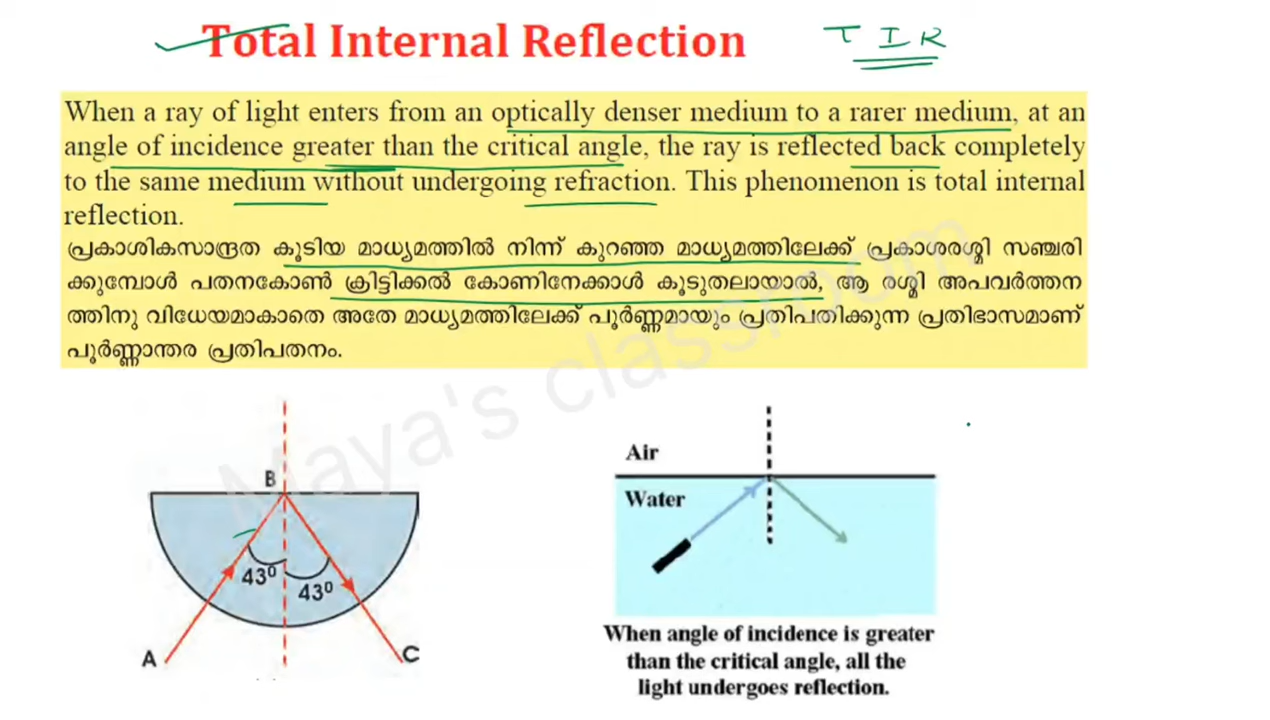 Total Internal Reflection
TIR
When a ray of light enters from an optically denser medium to a rarer medium, at an
angle of incidence greater than the critical angle, the ray is reflected back completely
to the same medium without undergoing refraction. This phenomenon is total internal
reflection.
പ്രകാശികസാന്ദ്രത കൂടിയ മാധ്യമത്തിൽ നിന്ന് കുറഞ്ഞ മാധ്യമത്തിലേക്ക് പ്രകാശരശ്മി സഞ്ചരി
ക്കുമ്പോൾ പതനകോൺ ക്രിട്ടിക്കൽ കോണിനേക്കാൾ കൂടുതലായാൽ, ആ രശ്മി അപവർത്തന
ത്തിനു വിധേയമാകാതെ അതേ മാധ്യമത്തിലേക്ക് പൂർണ്ണമായും പ്രതിപതിക്കുന്ന പ്രതിഭാസമാണ്
പൂർണ്ണാന്തര പ്രതിപതനം.
Maya's classroom
B
43⁰
43⁰
A
C
Air
Water
When angle of incidence is greater
than the critical angle, all the
light undergoes reflection.